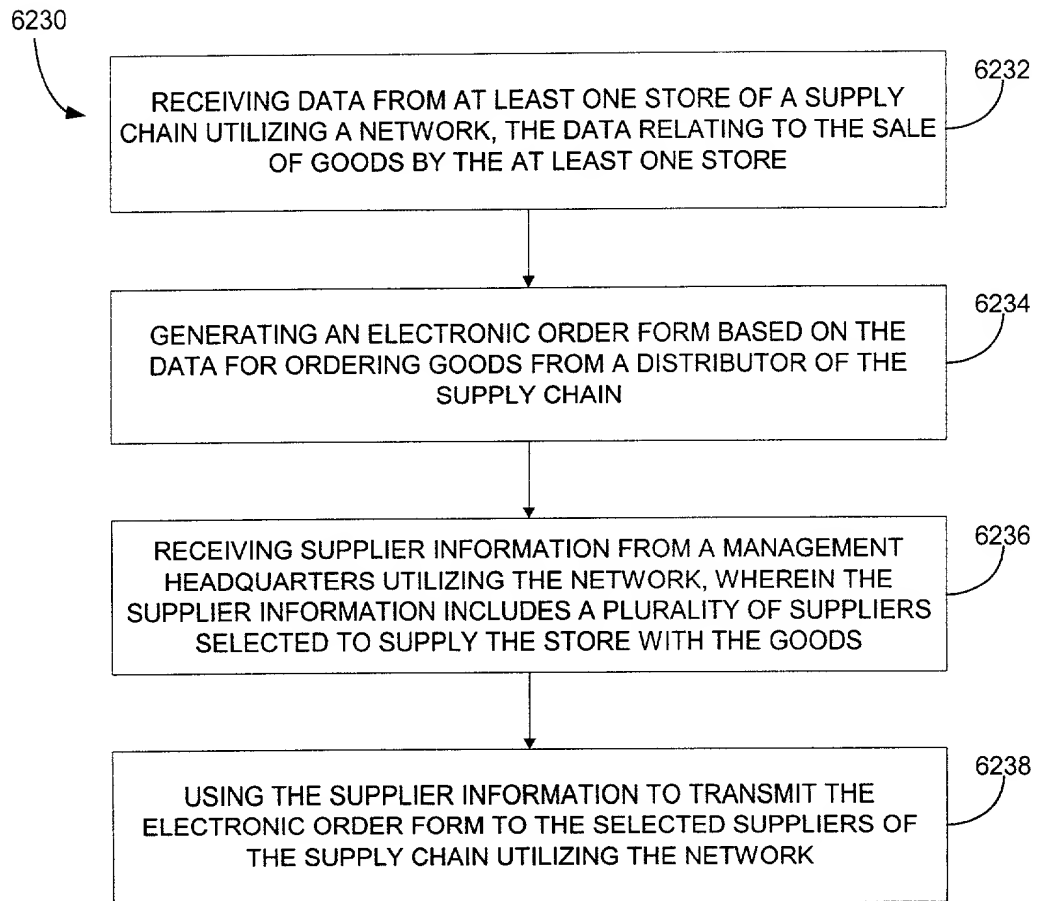 6230
6232
RECEIVING DATA FROM AT LEAST ONE STORE OF A SUPPLY
CHAIN UTILIZING A NETWORK, THE DATA RELATING TO THE SALE
OF GOODS BY THE AT LEAST ONE STORE
6234
GENERATING AN ELECTRONIC ORDER FORM BASED ON THE
DATA FOR ORDERING GOODS FROM A DISTRIBUTOR OF THE
SUPPLY CHAIN
6236
RECEIVING SUPPLIER INFORMATION FROM A MANAGEMENT
HEADQUARTERS UTILIZING THE NETWORK, WHEREIN THE
SUPPLIER INFORMATION INCLUDES A PLURALITY OF SUPPLIERS
SELECTED TO SUPPLY THE STORE WITH THE GOODS
6238
USING THE SUPPLIER INFORMATION TO TRANSMIT THE
ELECTRONIC ORDER FORM TO THE SELECTED SUPPLIERS OF
THE SUPPLY CHAIN UTILIZING THE NETWORK